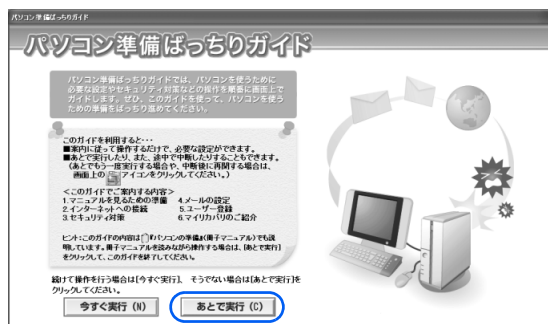 パソコン準備ばっちりガイド
パソコン準備ばっちりガイド
パソコン準備ばっちりガイドでは、パソコンを使うために
必要な設定やセキュリティ対策などの操作を順番に画面上で
ガイドします。ぜひ、このガイドを使って、パソコンを使う
ための準備をばっちり進めてください。
このガイドを利用すると・・・
■案内に従って操作するだけで、必要な設定ができます。
■あとで実行したり、また、途中で中断したりすることもできます。
(あとでもう一度実行する場合や、中断後に再開する場合は、
画面上の アイコンをクリックしてください。)
<このガイドでご案内する内容>
1.マニュアルを見るための準備 4.メールの設定
2.インターネットへの接続 5.ユーザー登録
3.セキュリティ対策 6.マイリカバリのご紹介
ヒント:このガイドの内容は『パソコンの準備』(冊子マニュアル)でも説
明しています。冊子マニュアルを読みながら操作する場合は、[あとで実行]
をクリックして、このガイドを終了してください。
続けて操作を行う場合は[今すぐ実行]、そうでない場合は[あとで実行]を
クリックしてください。
今すぐ実行 (N) あとで実行 (C)